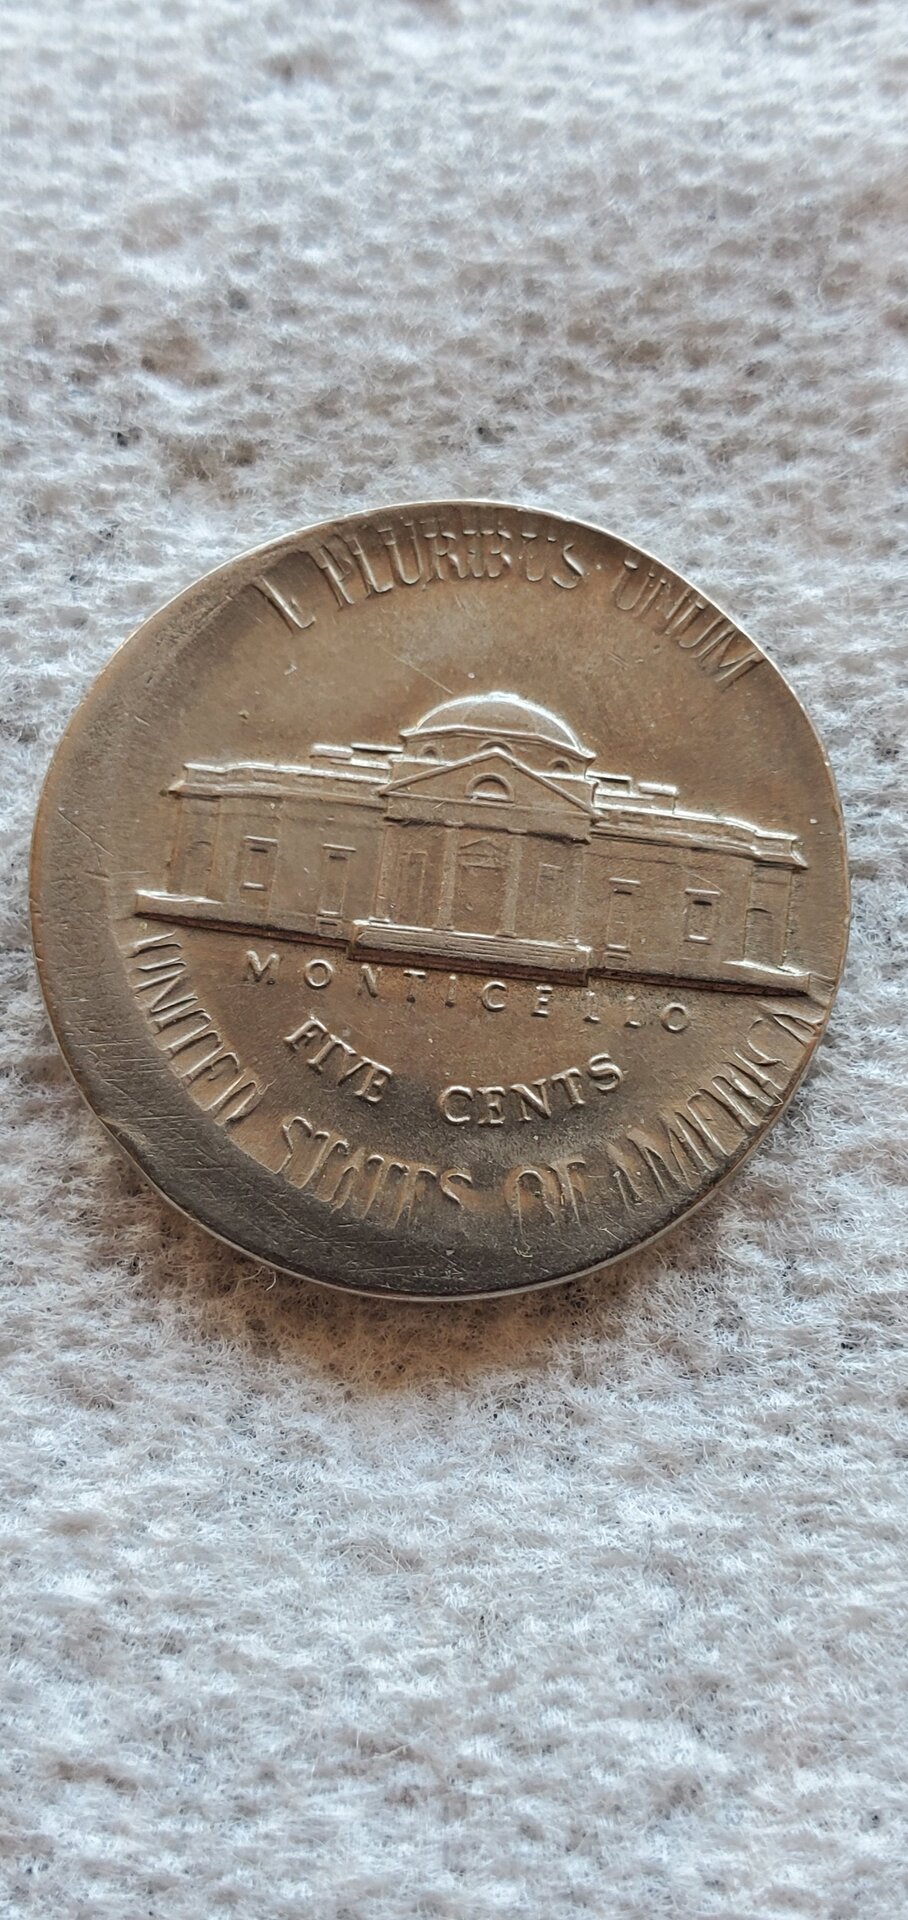 E PLURIBUS · UNUM
MONTICELLO
FIVE CENTS
UNITED STATES OF AMERICA